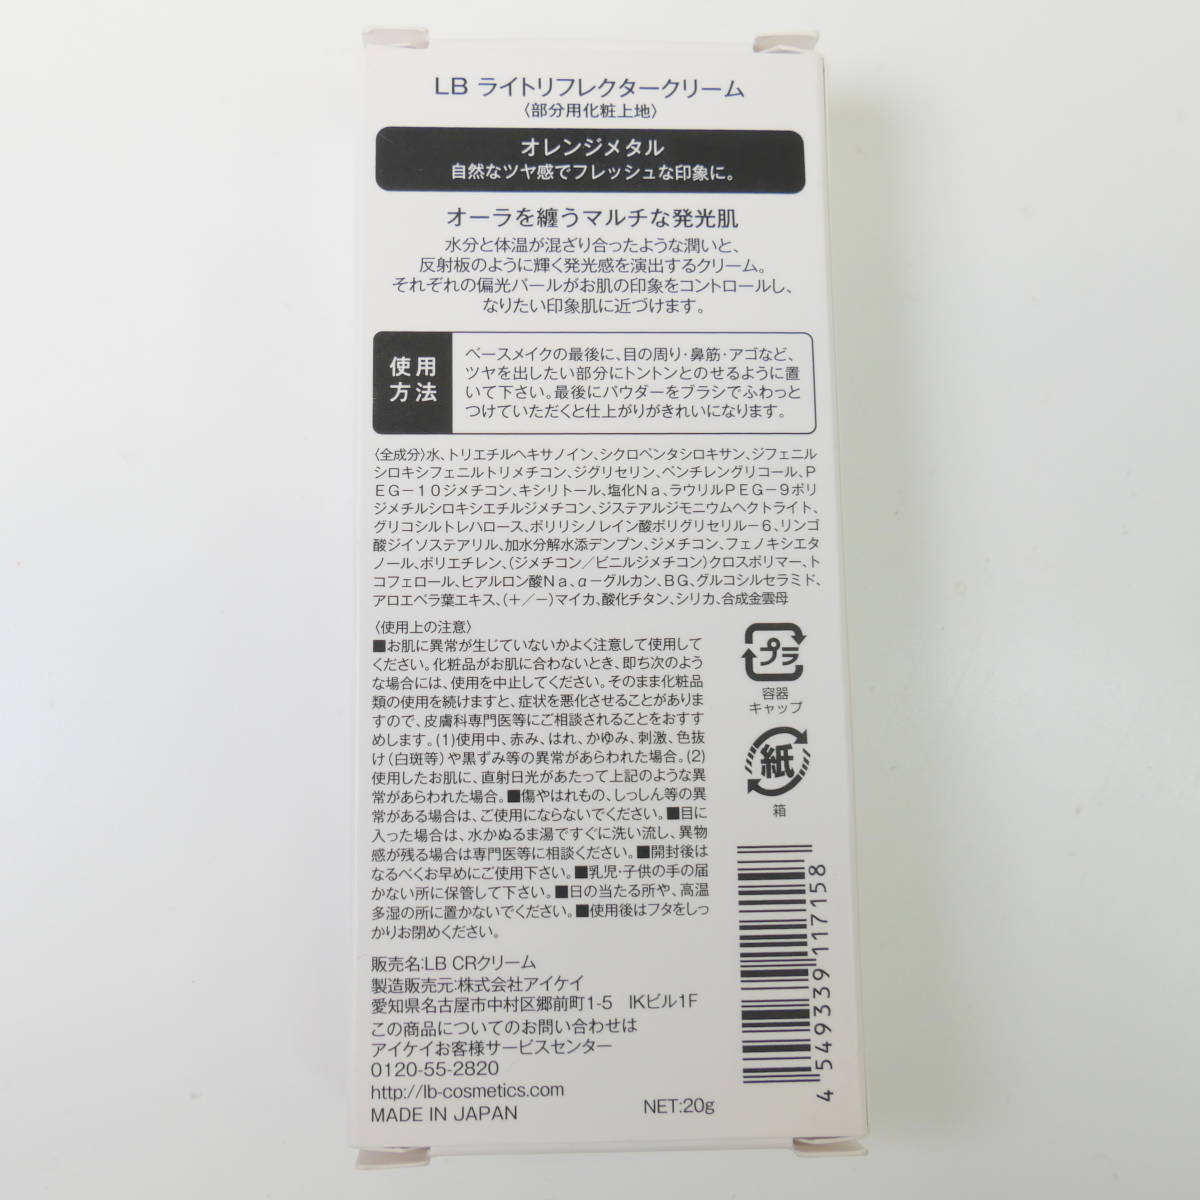 LB ライトリフレクタークリーム
〈部分用化粧上地〉
オレンジメタル
自然なツヤ感でフレッシュな印象に。
オーラを纏うマルチな発光肌
水分と体温が混ざり合ったような潤いと、
反射板のように輝く発光感を演出するクリーム。
それぞれの偏光パールがお肌の印象をコントロールし、
なりたい印象肌に近づけます。
使用
方法
ベースメイクの最後に、目の周り・鼻筋・アゴなど、
ツヤを出したい部分にトントンとのせるように置
いて下さい。最後にパウダーをブラシでふわっと
つけていただくと仕上がりがきれいになります。
〈全成分〉水、トリエチルヘキサノイン、シクロペンタシロキサン、ジフェニル
シロキシフェニルトリメチコン、ジグリセリン、ペンチレングリコール、P
EG－10ジメチコン、キシリトール、塩化Na、ラウリルPEG－9ポリ
ジメチルシロキシエチルジメチコン、ジステアルジモニウムヘクトライト、
グリコシルトレハロース、ポリリシノレイン酸ポリグリセリル－6、リンゴ
酸ジイソステアリル、加水分解水添デンプン、ジメチコン、フェノキシエタ
ノール、ポリエチレン、（ジメチコン／ビニルジメチコン）クロスポリマー、ト
コフェロール、ヒアルロン酸Na、α－グルカン、BG、グルコシルセラミド、
アロエベラ葉エキス、（＋／－）マイカ、酸化チタン、シリカ、合成金雲母
〈使用上の注意〉
■お肌に異常が生じていないかよく注意して使用して
ください。化粧品がお肌に合わないとき、即ち次のよう
な場合には、使用を中止してください。そのまま化粧品
類の使用を続けますと、症状を悪化させることがありま
すので、皮膚科専門医等にご相談されることをおすす
めします。(1)使用中、赤み、はれ、かゆみ、刺激、色抜
け（白斑等）や黒ずみ等の異常があらわれた場合。(2)
使用したお肌に、直射日光があたって上記のような異
常があらわれた場合。■傷やはれもの、しっしん等の異
常がある場合は、ご使用にならないでください。■目に
入った場合は、水かぬるま湯ですぐに洗い流し、異物
感が残る場合は専門医等に相談ください。■開封後は
なるべくお早めにご使用下さい。■乳児・子供の手の届
かない所に保管して下さい。■日の当たる所や、高温
多湿の所に置かないでください。■使用後はフタをしっ
かりお閉めください。
プラ
容器
キャップ
紙
箱
4 549339 117158
販売名:LB CRクリーム
製造販売元:株式会社アイケイ
愛知県名古屋市中村区郷前町1-5 IKビル1F
この商品についてのお問い合わせは
アイケイお客様サービスセンター
0120-55-2820
http://lb-cosmetics.com
MADE IN JAPAN
NET:20g